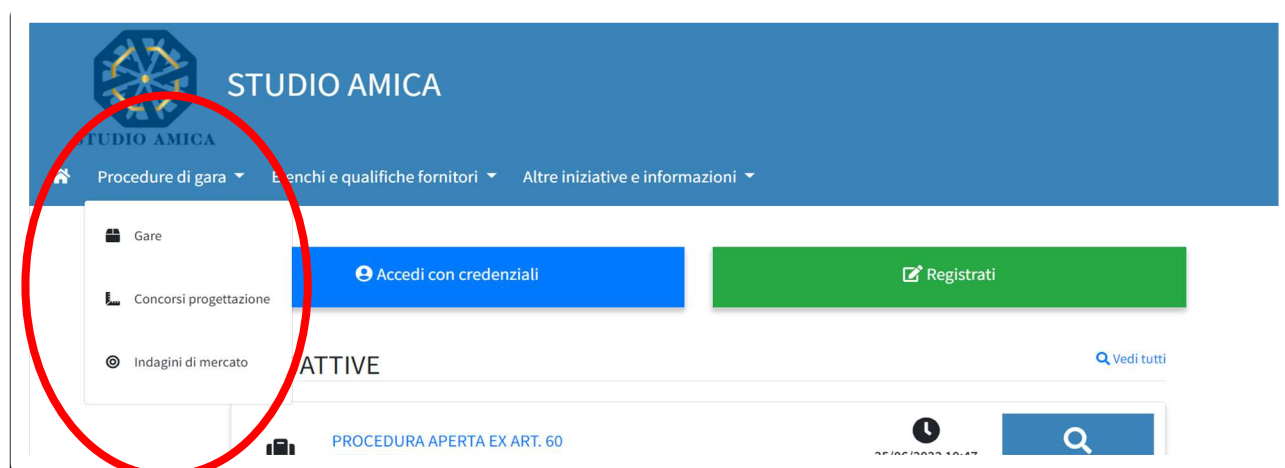 STUDIO AMICA
STUDIO AMICA
Procedure di gara
Elenchi e qualifiche fornitori
Altre iniziative e informazioni
Gare
Concorsi progettazione
Indagini di mercato
Accedi con credenziali
Registrati
ATTIVE
Vedi tutti
PROCEDURA APERTA EX ART. 60